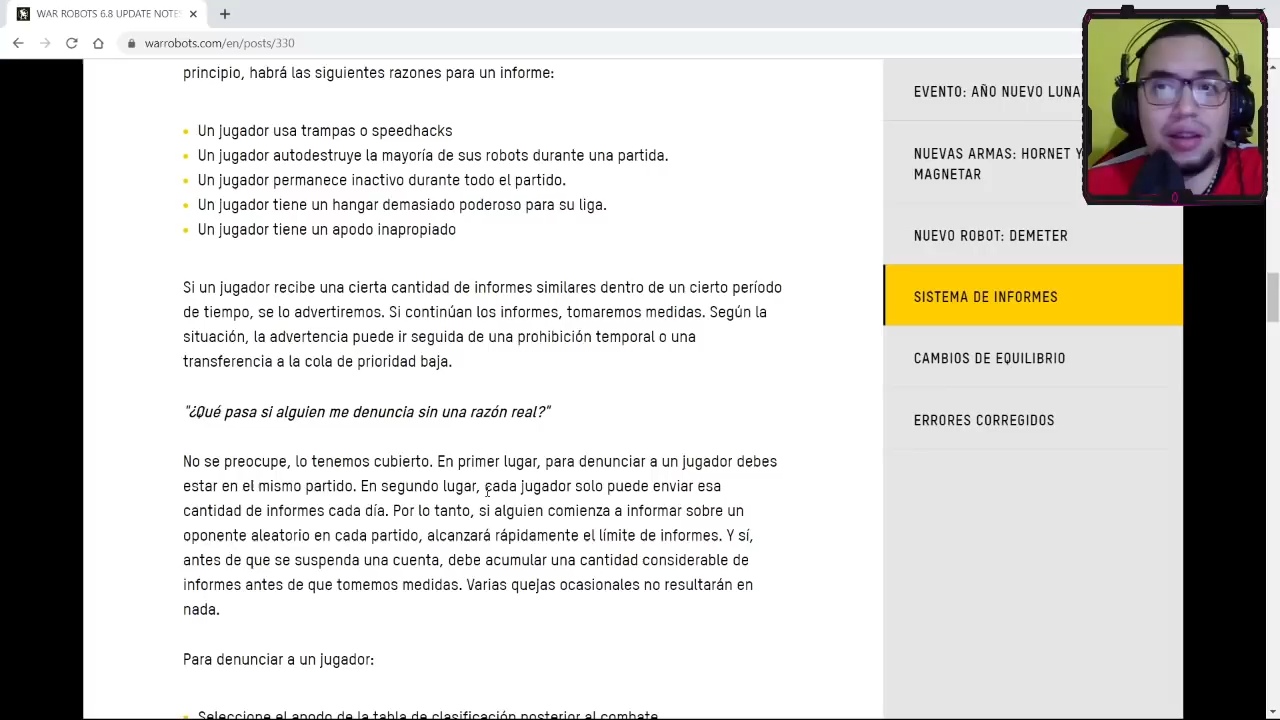 WAR ROBOTS 6.8 UPDATE NOTES
warrobots.com/en/posts/330
principio, habrá las siguientes razones para un informe:
Un jugador usa trampas o speedhacks
Un jugador autodestruye la mayoría de sus robots durante una partida.
Un jugador permanece inactivo durante todo el partido.
Un jugador tiene un hangar demasiado poderoso para su liga.
Un jugador tiene un apodo inapropiado
Si un jugador recibe una cierta cantidad de informes similares dentro de un cierto período
de tiempo, se lo advertiremos. Si continúan los informes, tomaremos medidas. Según la
situación, la advertencia puede ir seguida de una prohibición temporal o una
transferencia a la cola de prioridad baja.
"¿Qué pasa si alguien me denuncia sin una razón real?"
No se preocupe, lo tenemos cubierto. En primer lugar, para denunciar a un jugador debes
estar en el mismo partido. En segundo lugar, cada jugador solo puede enviar esa
cantidad de informes cada día. Por lo tanto, si alguien comienza a informar sobre un
oponente aleatorio en cada partido, alcanzará rápidamente el límite de informes. Y sí,
antes de que se suspenda una cuenta, debe acumular una cantidad considerable de
informes antes de que tomemos medidas. Varias quejas ocasionales no resultarán en
nada.
Para denunciar a un jugador:
Seleccione el apodo de la tabla de clasificación posterior al combate
EVENTO: AÑO NUEVO LUNA
NUEVAS ARMAS: HORNET Y
MAGNETAR
NUEVO ROBOT: DEMETER
SISTEMA DE INFORMES
CAMBIOS DE EQUILIBRIO
ERRORES CORREGIDOS